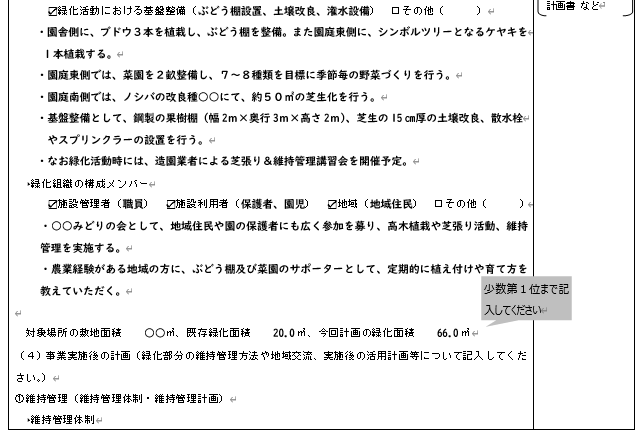 ☑緑化活動における基盤整備（ぶどう棚設置、土壌改良、潅水設備）　□その他（　　　）
計画書 など
・園舎側に、ブドウ３本を植栽し、ぶどう棚を整備。また園庭東側に、シンボルツリーとなるケヤキを
１本植栽する。
・園庭東側では、菜園を２畝整備し、７～８種類を目標に季節毎の野菜づくりを行う。
・園庭南側では、ノシバの改良種○○にて、約５０㎡の芝生化を行う。
・基盤整備として、鋼製の果樹棚（幅２ｍ×奥行３ｍ×高さ２ｍ）、芝生の 15 ㎝厚の土壌改良、散水栓
やスプリンクラーの設置を行う。
・なお緑化活動時には、造園業者による芝張り＆維持管理講習会を開催予定。
緑化組織の構成メンバー
☑施設管理者（職員）　☑施設利用者（保護者、園児）　☑地域（地域住民）　□その他（　　　）
・○○みどりの会として、地域住民や園の保護者にも広く参加を募り、高木植栽や芝張り活動、維持
管理を実施する。
・農業経験がある地域の方に、ぶどう棚及び菜園のサポーターとして、定期的に植え付けや育て方を
教えていただく。
少数第１位まで記
入してください
対象場所の敷地面積　　○○㎡、既存緑化面積　　20.0㎡、今回計画の緑化面積　　66.0㎡
（４）事業実施後の計画（緑化部分の維持管理方法や地域交流、実施後の活用計画等について記入してくだ
さい。）
①維持管理（維持管理体制・維持管理計画）
維持管理体制